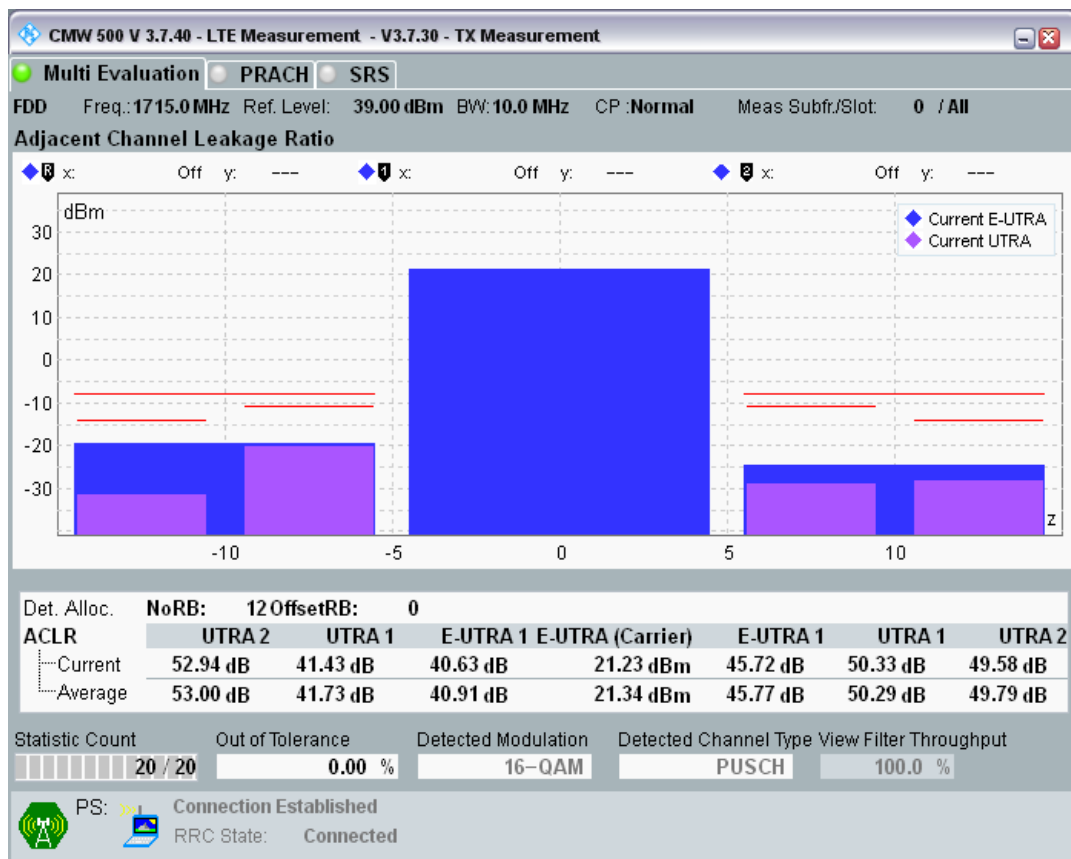 CMW 500 V 3.7.40 - LTE Measurement - V3.7.30 - TX Measurement
Multi Evaluation PRACH SRS
FDD Freq.:1715.0 MHz Ref. Level: 39.00 dBm BW:10.0 MHz CP :Normal Meas Subfr./Slot: 0 / All
Adjacent Channel Leakage Ratio
R x: Off y: --- 1 x: Off y: --- 2 x: Off y: ---
dBm
Current E-UTRA
Current UTRA
30
20
10
0
-10
-20
-30
z
-10 -5 0 5 10
Det. Alloc. NoRB: 12 OffsetRB: 0
ACLR UTRA 2 UTRA 1 E-UTRA 1 E-UTRA (Carrier) E-UTRA 1 UTRA 1 UTRA 2
Current 52.94 dB 41.43 dB 40.63 dB 21.23 dBm 45.72 dB 50.33 dB 49.58 dB
Average 53.00 dB 41.73 dB 40.91 dB 21.34 dBm 45.77 dB 50.29 dB 49.79 dB
Statistic Count Out of Tolerance Detected Modulation Detected Channel Type View Filter Throughput
20 / 20 0.00 % 16-QAM PUSCH 100.0 %
PS: Connection Established
RRC State: Connected